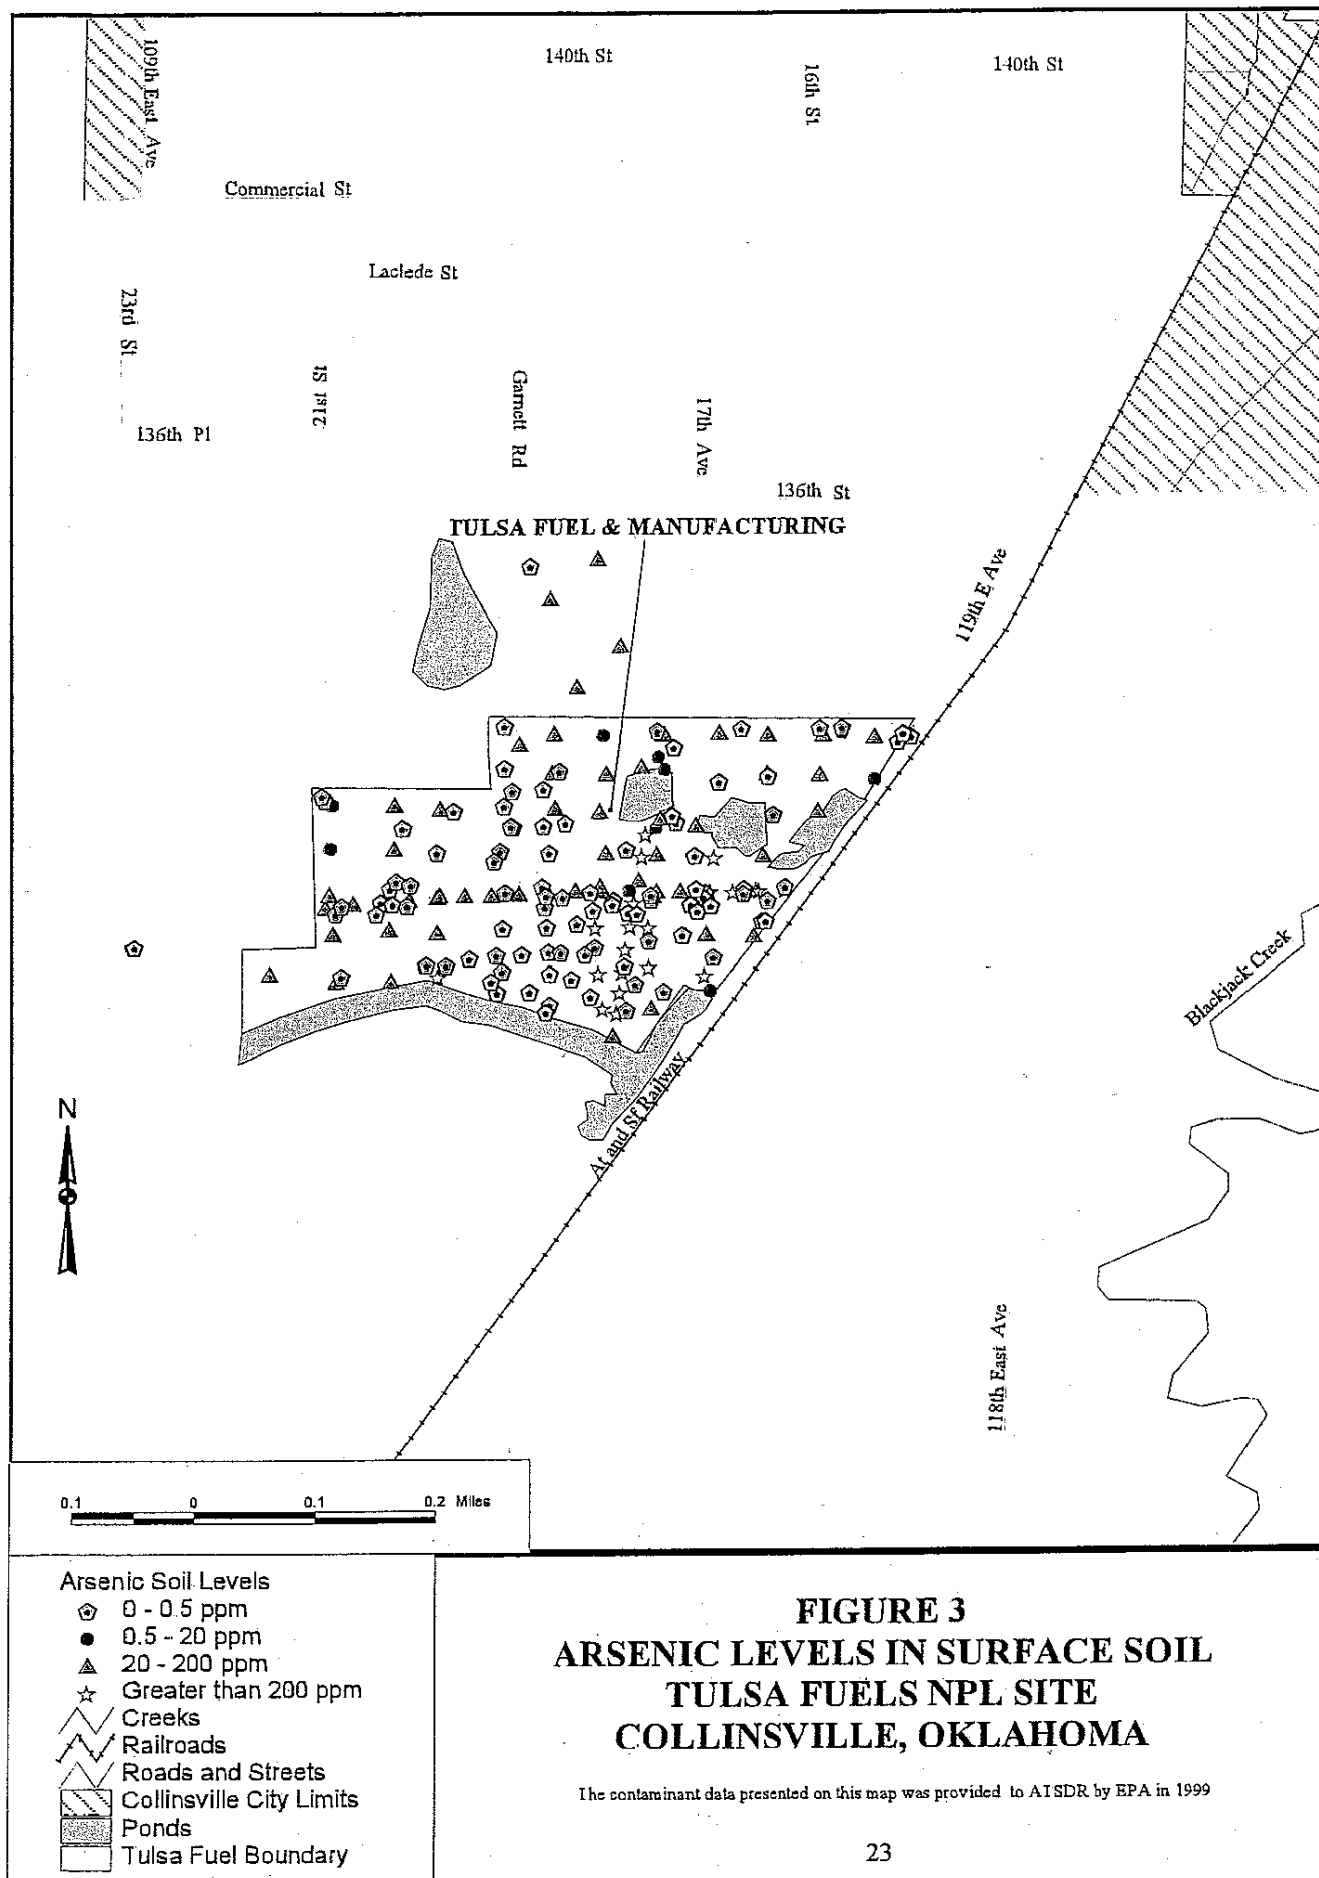 140th St
140th St
16th St
109th East Ave
Commercial St
Laclede St
23rd St
21st St
Garnett Rd
17th Ave
136th Pl
136th St
TULSA FUEL & MANUFACTURING
119th E Ave
Blackjack Creek
N
At and Sf Railway
118th East Ave
0.1 0 0.1 0.2 Miles
Arsenic Soil Levels
0 - 0.5 ppm
0.5 - 20 ppm
20 - 200 ppm
Greater than 200 ppm
Creeks
Railroads
Roads and Streets
Collinsville City Limits
Ponds
Tulsa Fuel Boundary
FIGURE 3
ARSENIC LEVELS IN SURFACE SOIL
TULSA FUELS NPL SITE
COLLINSVILLE, OKLAHOMA
The contaminant data presented on this map was provided to ATSDR by EPA in 1999
23